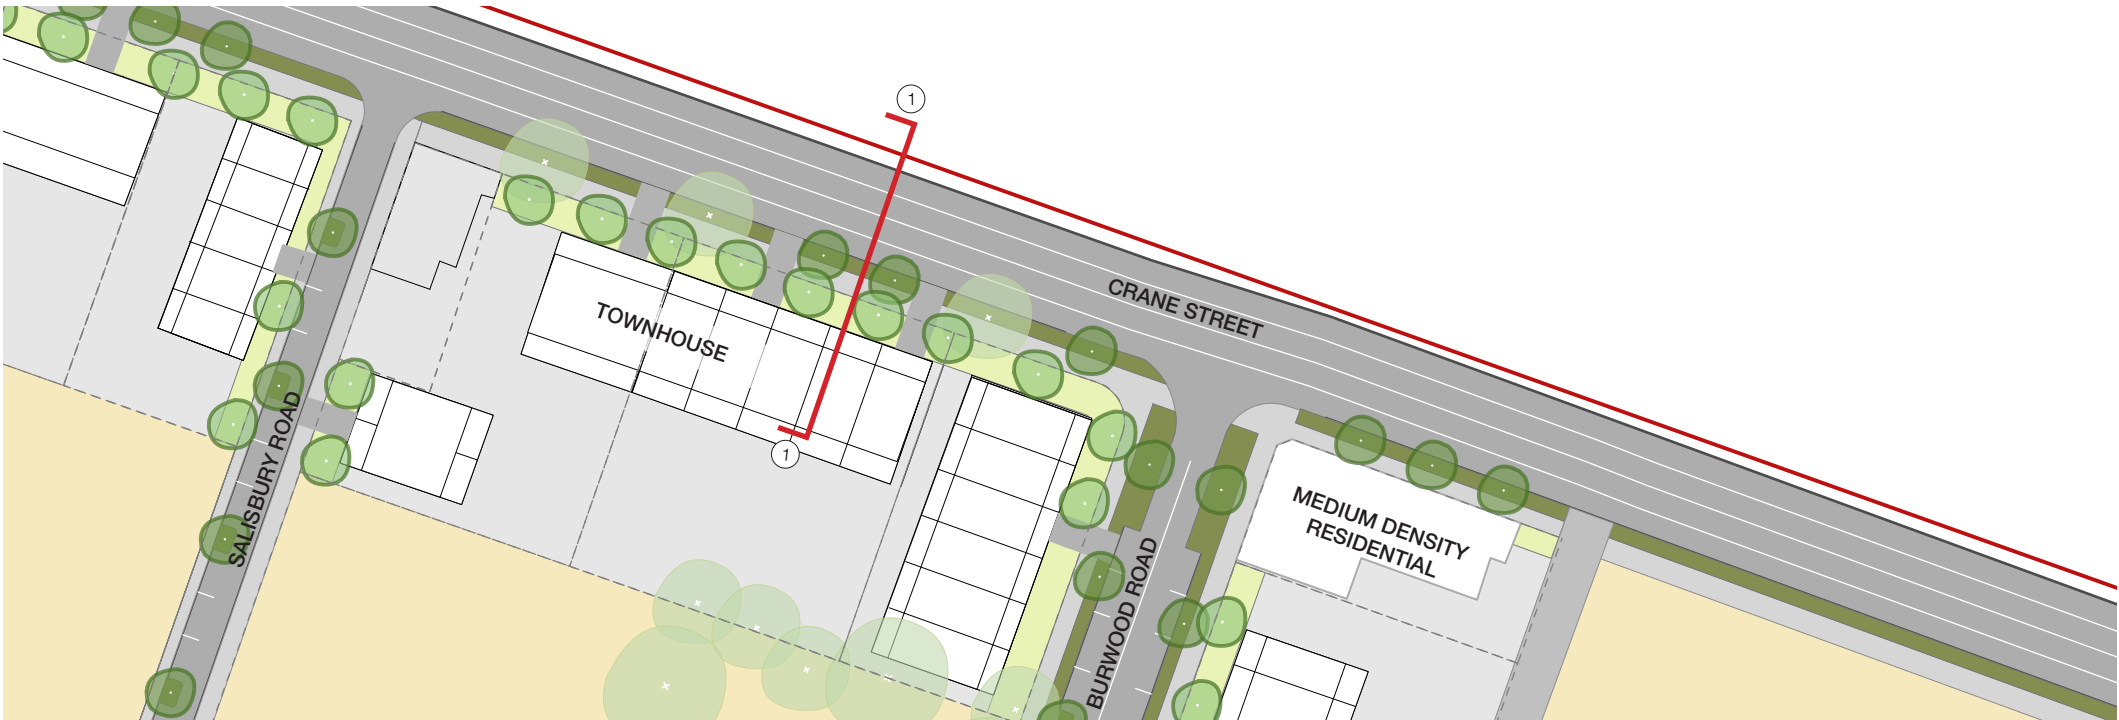 1
CRANE STREET
TOWNHOUSE
1
SALISBURY ROAD
MEDIUM DENSITY
RESIDENTIAL
BURWOOD ROAD